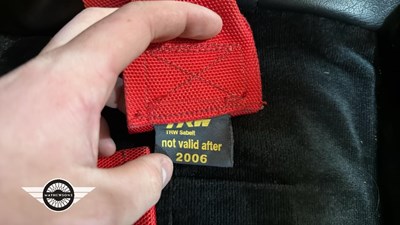 TRW
TRW Sabelt
not valid after
2006